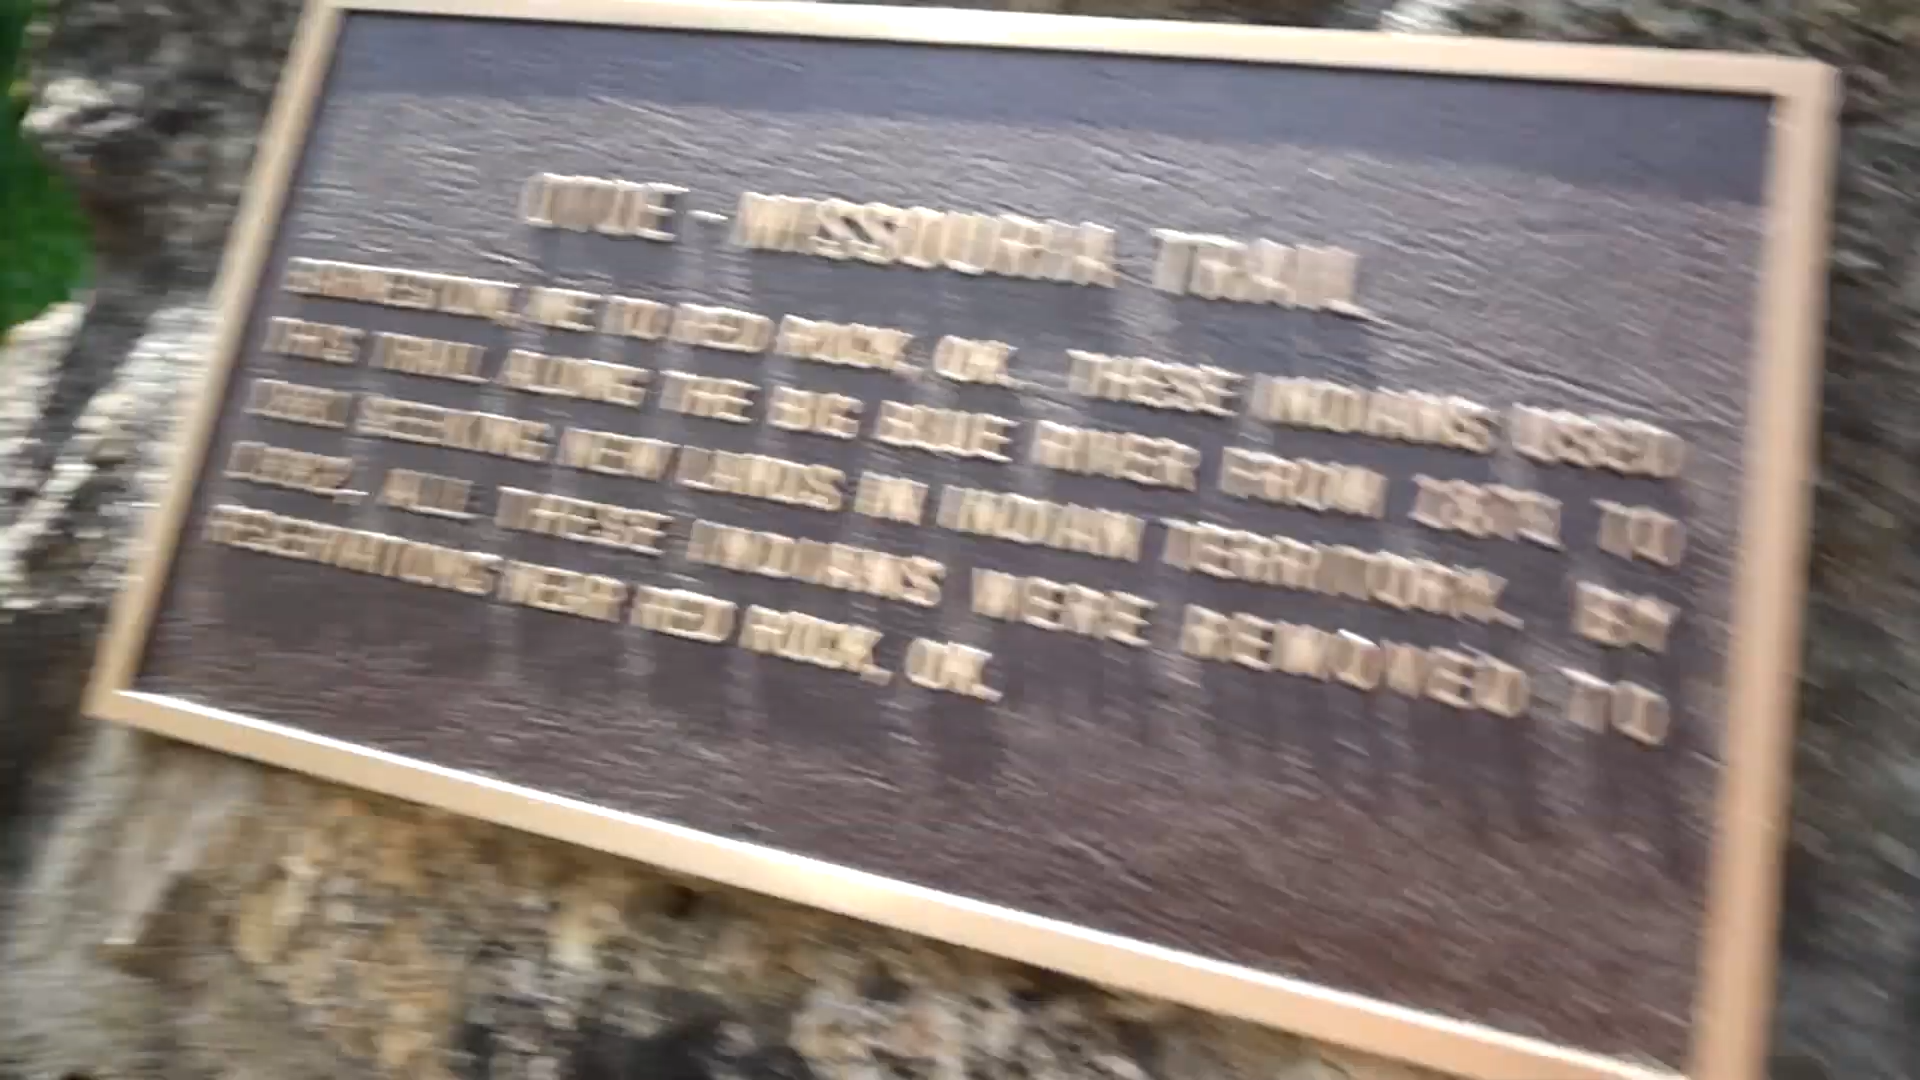 OTOE - MISSOURIA TRAIL
BARNESTON, NE TO RED ROCK, OK. THESE INDIANS USED
THIS TRAIL ALONG THE BIG BLUE RIVER FROM TO
SEEKING NEW LANDS IN INDIAN TERRITORY. BY
ALL THESE INDIANS WERE REMOVED TO
RESERVATIONS NEAR RED ROCK, OK.